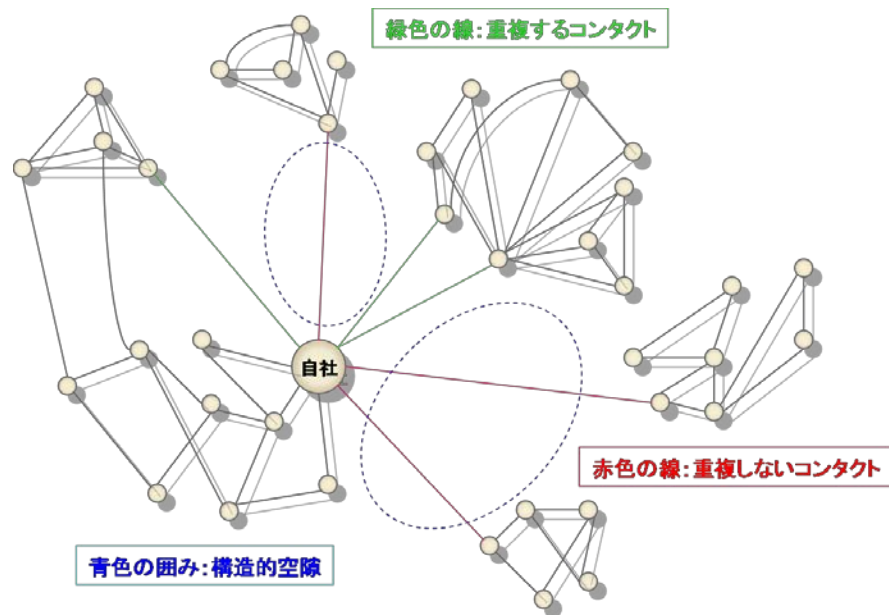 緑色の線：重複するコンタクト
自社
赤色の線：重複しないコンタクト
青色の囲み：構造的空隙